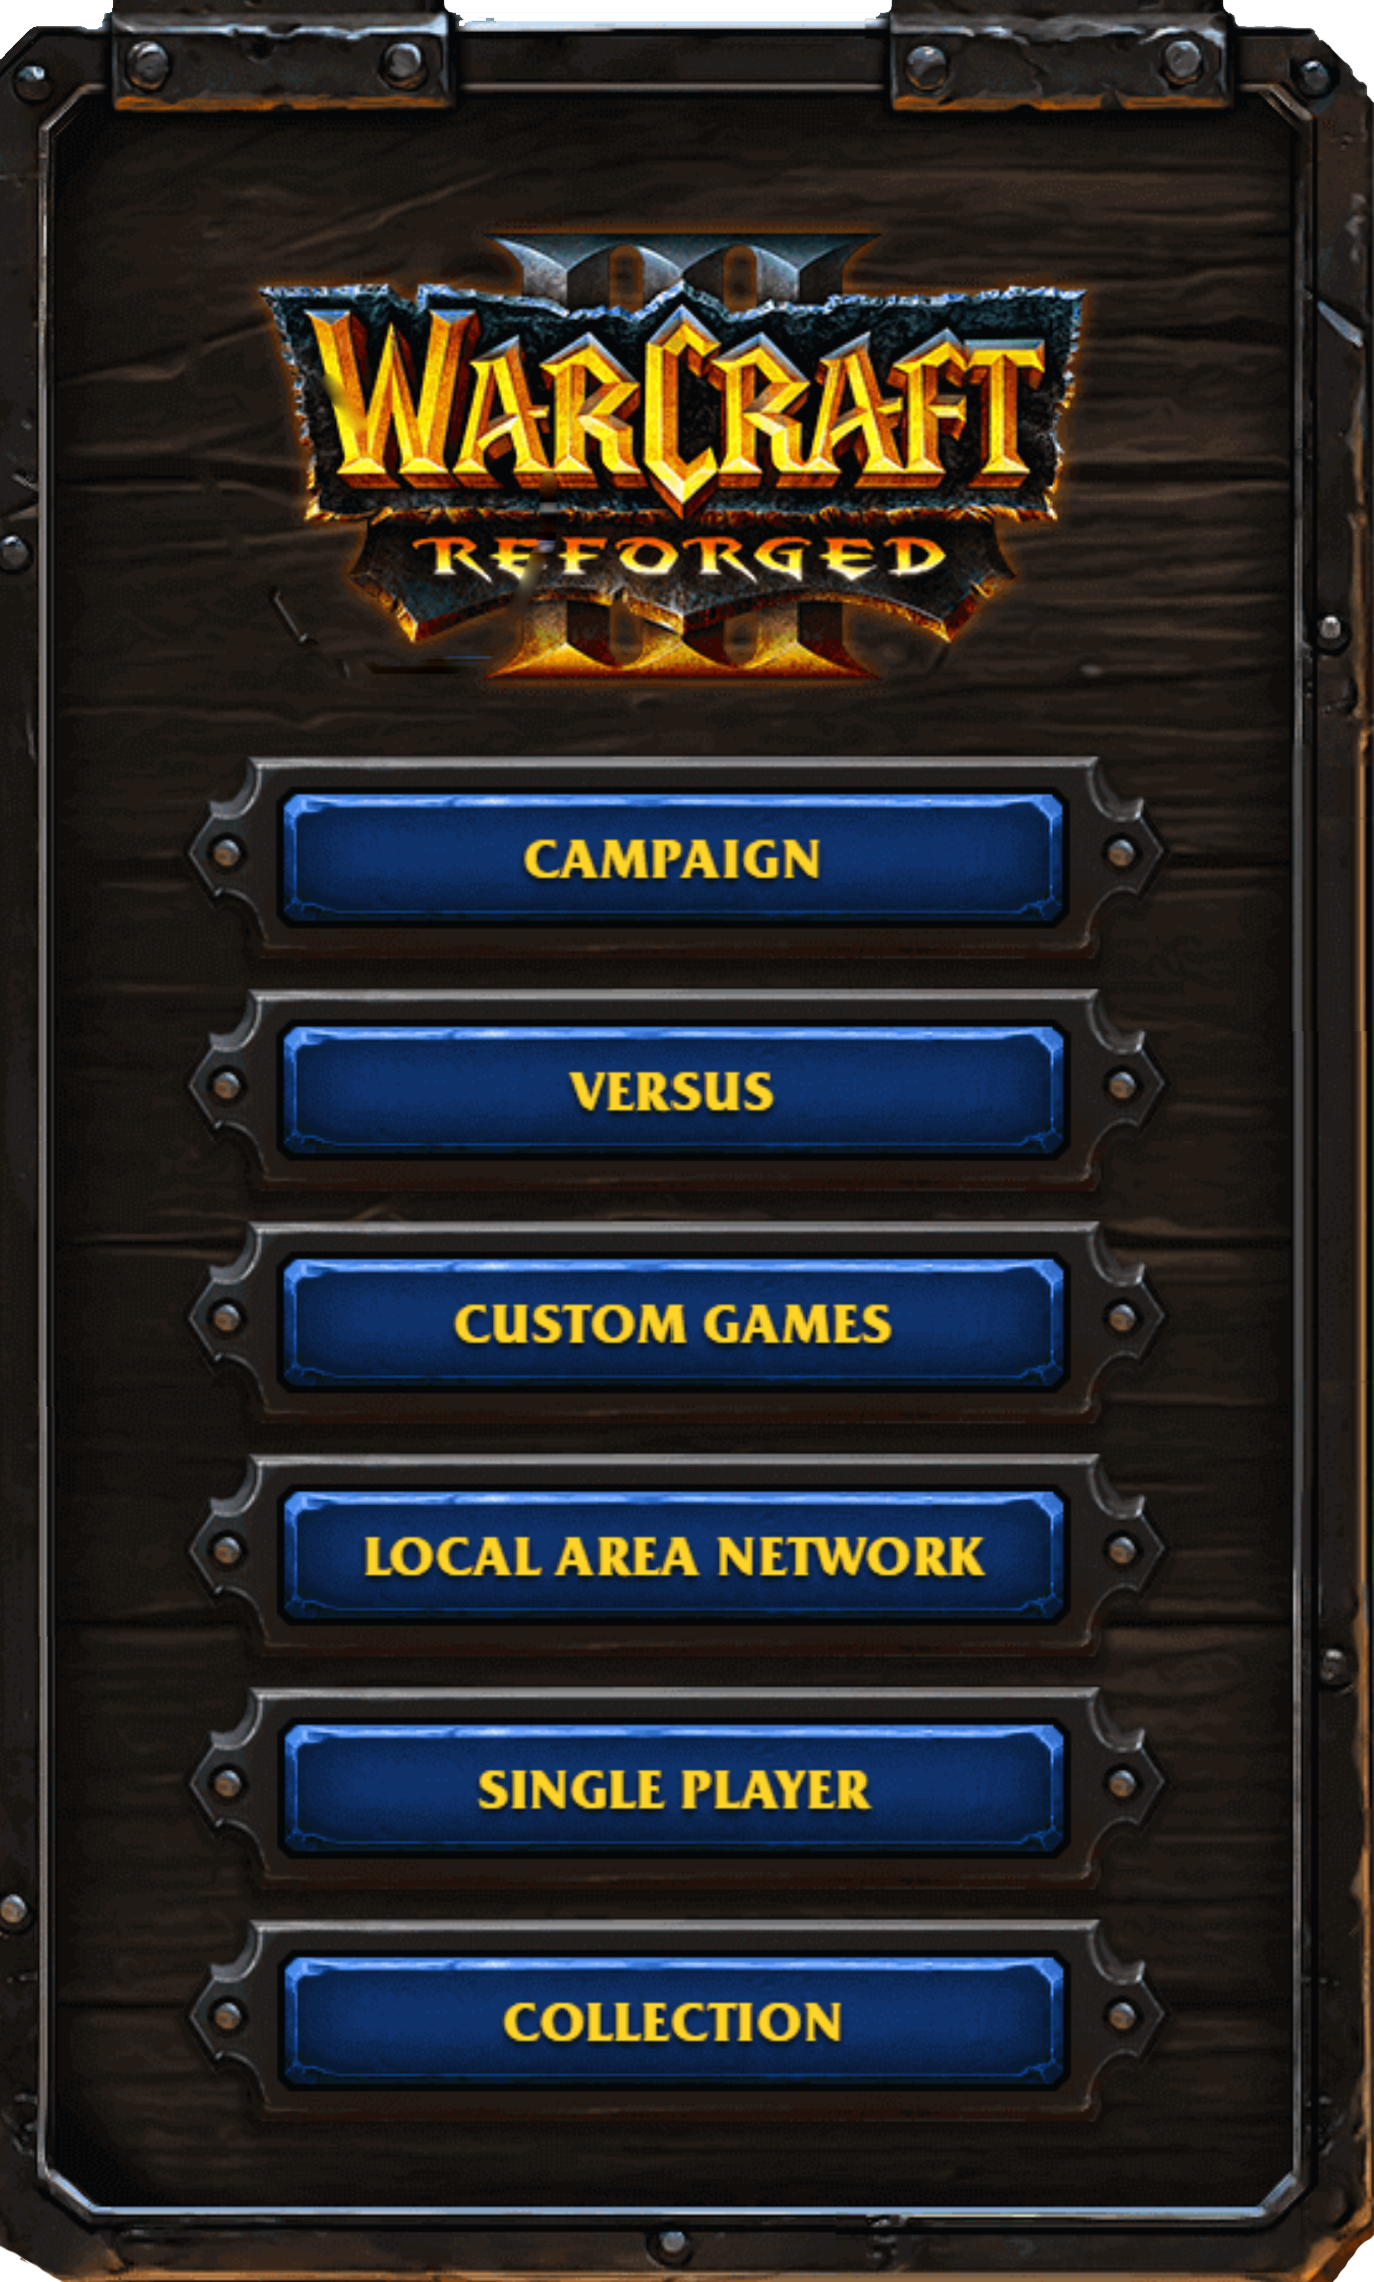 III
WARCRAFT
REFORGED
CAMPAIGN
VERSUS
CUSTOM GAMES
LOCAL AREA NETWORK
SINGLE PLAYER
COLLECTION